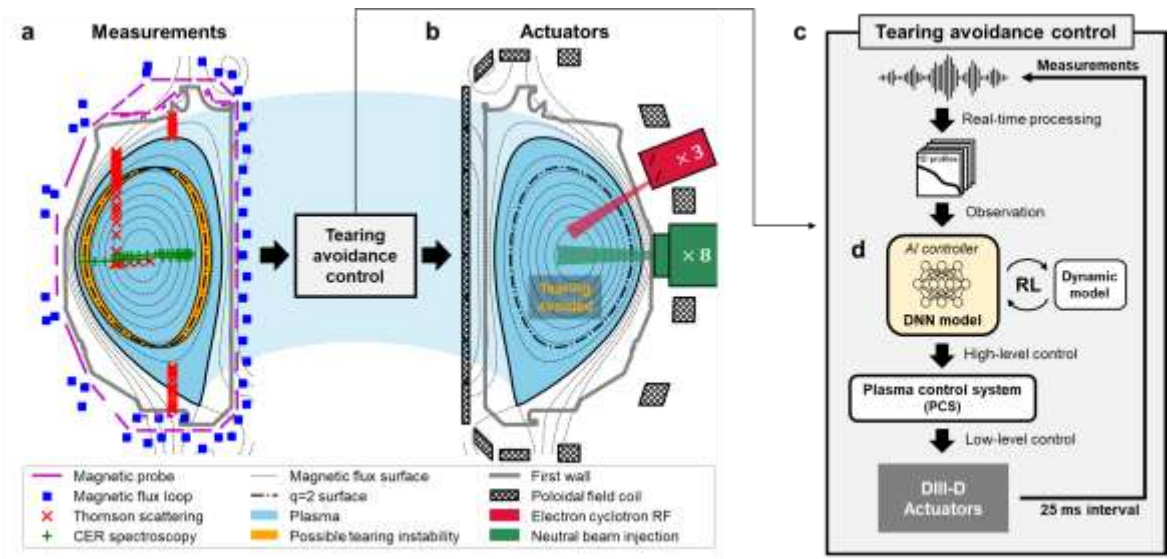 a
Measurements
b
Actuators
× 3
× 8
Tearing
avoidance
control
Tearing
avoided
Magnetic probe
Magnetic flux loop
Thomson scattering
CER spectroscopy
Magnetic flux surface
q=2 surface
Plasma
Possible tearing instability
First wall
Poloidal field coil
Electron cyclotron RF
Neutral beam injection
c
Tearing avoidance control
Measurements
Real-time processing
profiles
Observation
d
AI controller
DNN model
RL
Dynamic
model
High-level control
Plasma control system
(PCS)
Low-level control
DIII-D
Actuators
25 ms interval